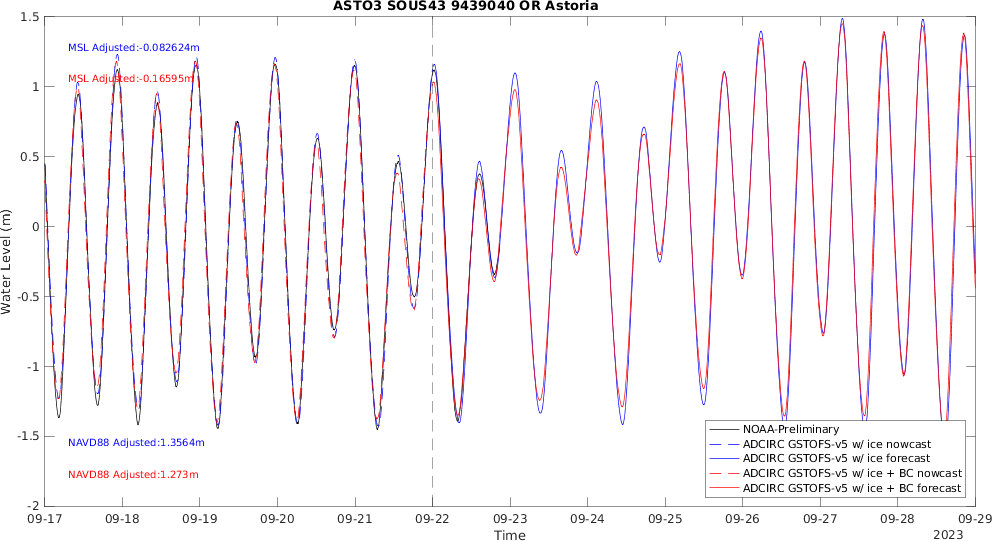 ASTO3 SOUS43 9439040 OR Astoria
1.5
1
0.5
0
-0.5
-1
-1.5
-2
Water Level (m)
MSL Adjusted:-0.082624m
MSL Adjusted:-0.16595m
NAVD88 Adjusted:1.3564m
NAVD88 Adjusted:1.273m
NOAA-Preliminary
ADCIRC GSTOFS-v5 w/ ice nowcast
ADCIRC GSTOFS-v5 w/ ice forecast
ADCIRC GSTOFS-v5 w/ ice + BC nowcast
ADCIRC GSTOFS-v5 w/ ice + BC forecast
09-17 09-18 09-19 09-20 09-21 09-22 09-23 09-24 09-25 09-26 09-27 09-28 09-29
Time
2023